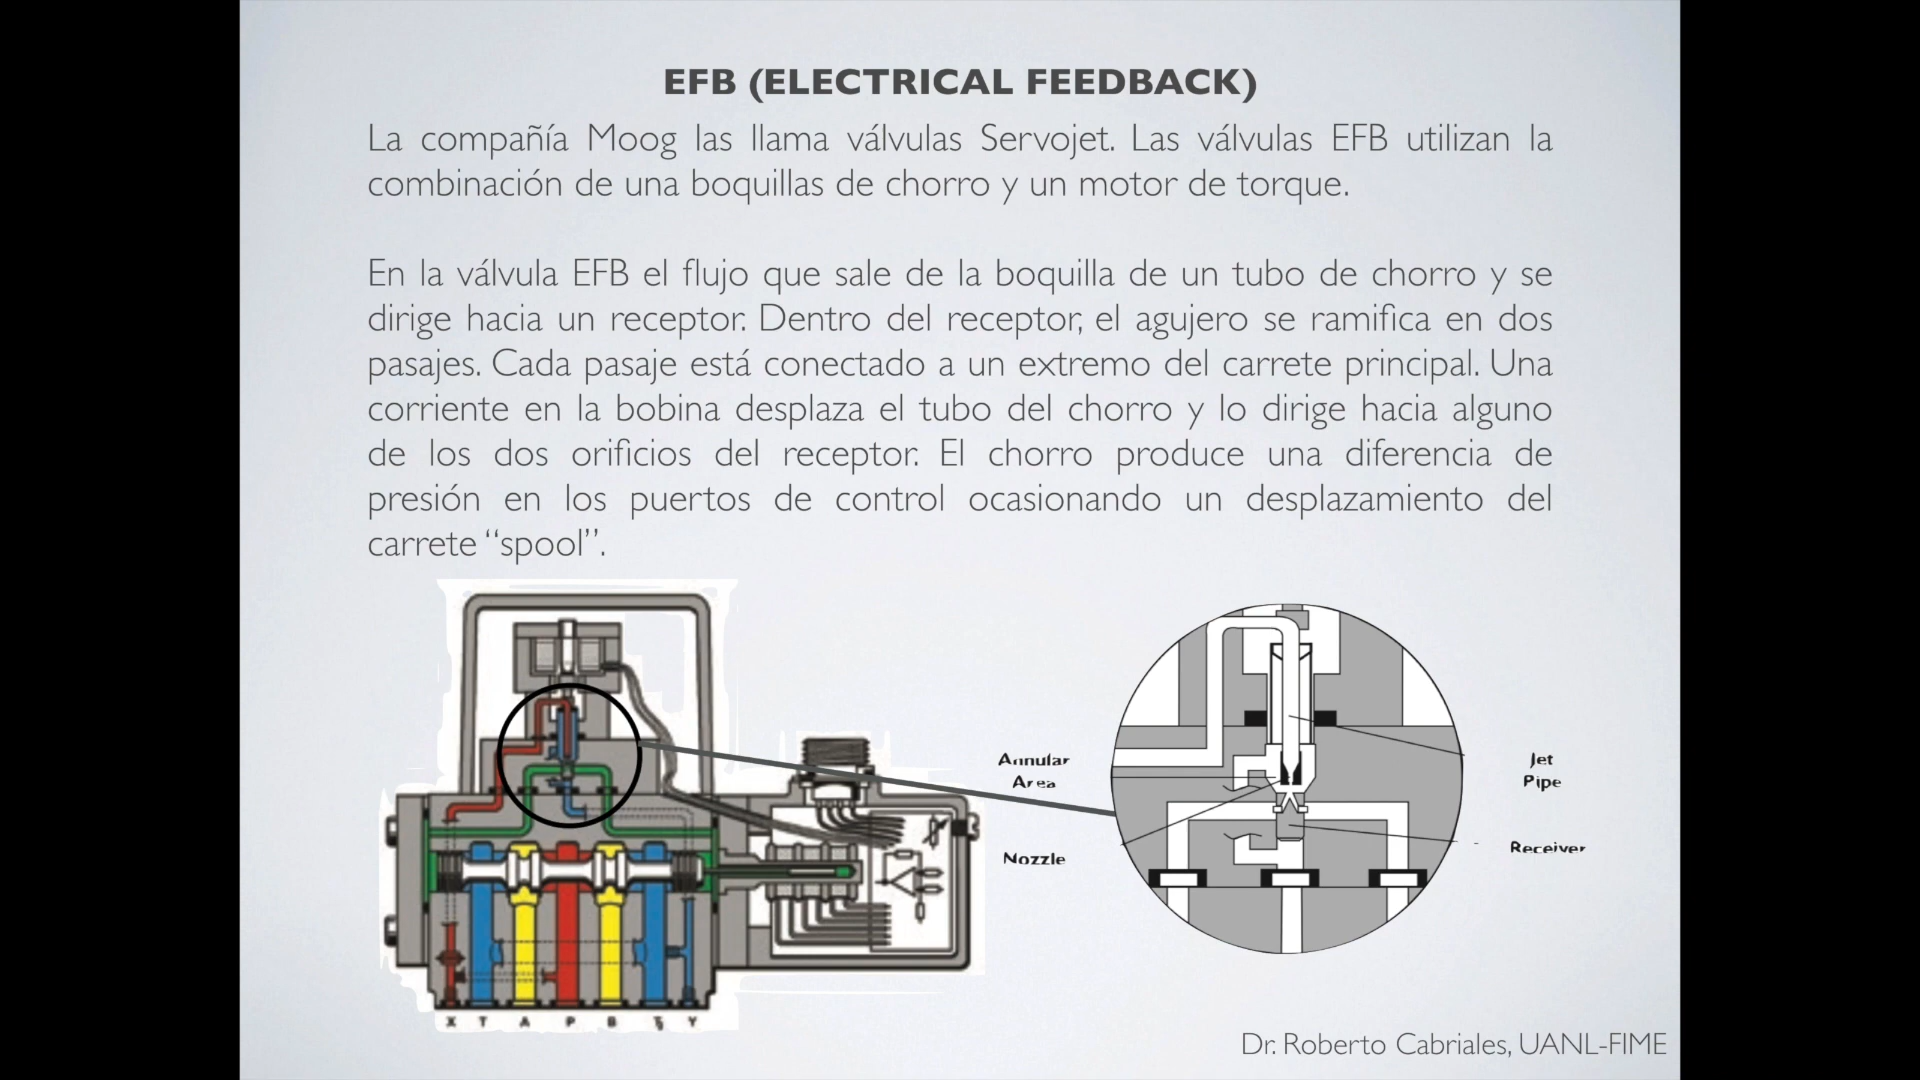 EFB (ELECTRICAL FEEDBACK)
La compañía Moog las llama válvulas Servojet. Las válvulas EFB utilizan la
combinación de una boquillas de chorro y un motor de torque.
En la válvula EFB el flujo que sale de la boquilla de un tubo de chorro y se
dirige hacia un receptor. Dentro del receptor, el agujero se ramifica en dos
pasajes. Cada pasaje está conectado a un extremo del carrete principal. Una
corriente en la bobina desplaza el tubo del chorro y lo dirige hacia alguno
de los dos orificios del receptor. El chorro produce una diferencia de
presión en los puertos de control ocasionando un desplazamiento del
carrete “spool”.
Annular
Area
Nozzle
Jet
Pipe
Receiver
X T A P B T₁ Y
Dr. Roberto Cabriales, UANL-FIME